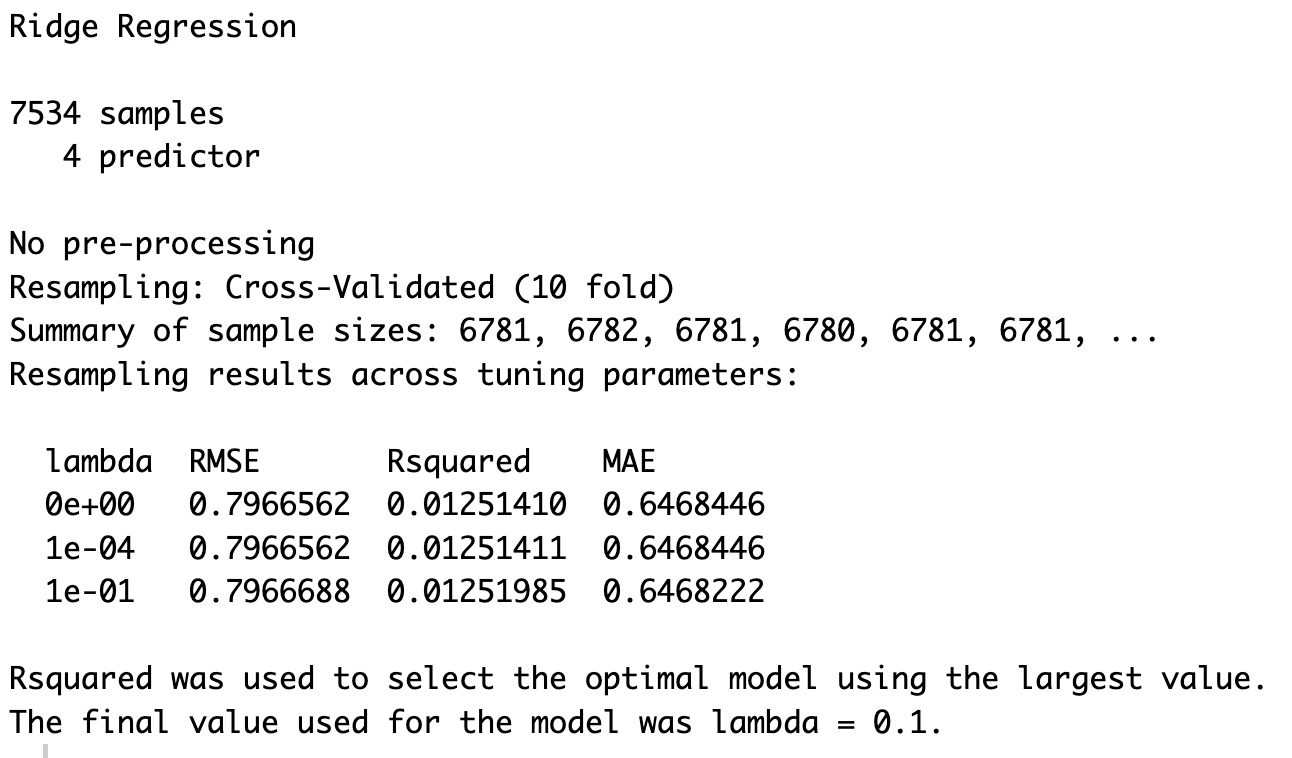 Ridge Regression
7534 samples
4 predictor
No pre-processing
Resampling: Cross-Validated (10 fold)
Summary of sample sizes: 6781, 6782, 6781, 6780, 6781, 6781, ...
Resampling results across tuning parameters:
lambda RMSE Rsquared MAE
0e+00 0.7966562 0.01251410 0.6468446
1e-04 0.7966562 0.01251411 0.6468446
1e-01 0.7966688 0.01251985 0.6468222
Rsquared was used to select the optimal model using the largest value.
The final value used for the model was lambda = 0.1.